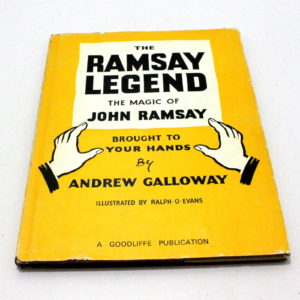 THE
RAMSAY
LEGEND
THE MAGIC OF
JOHN RAMSAY
BROUGHT TO
YOUR HANDS
By
ANDREW GALLOWAY
ILLUSTRATED BY RALPH·O·EVANS
A GOODLIFFE PUBLICATION